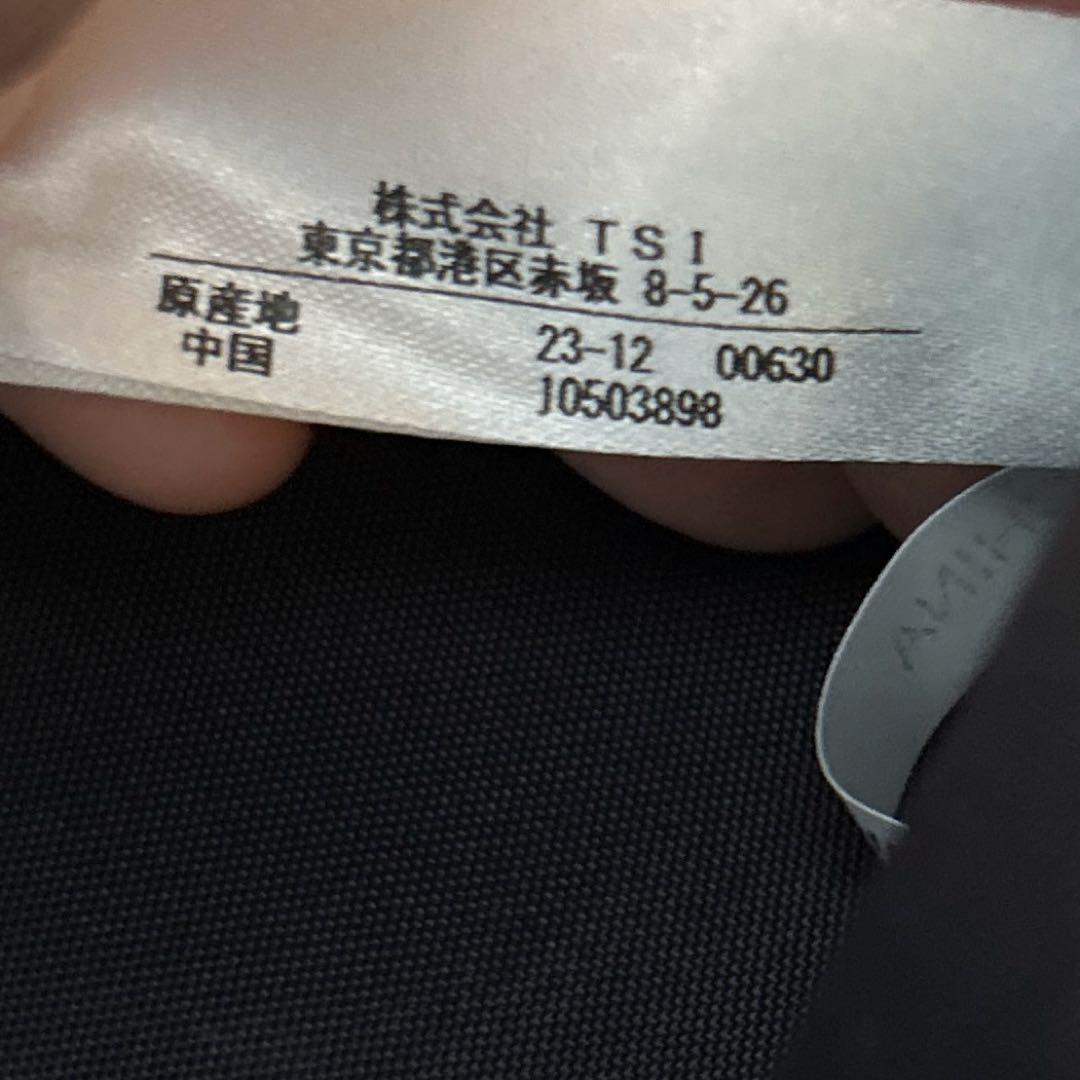 株式会社 TSI
東京都港区赤坂 8-5-26
原産地
中国
23-12 00630
10503898